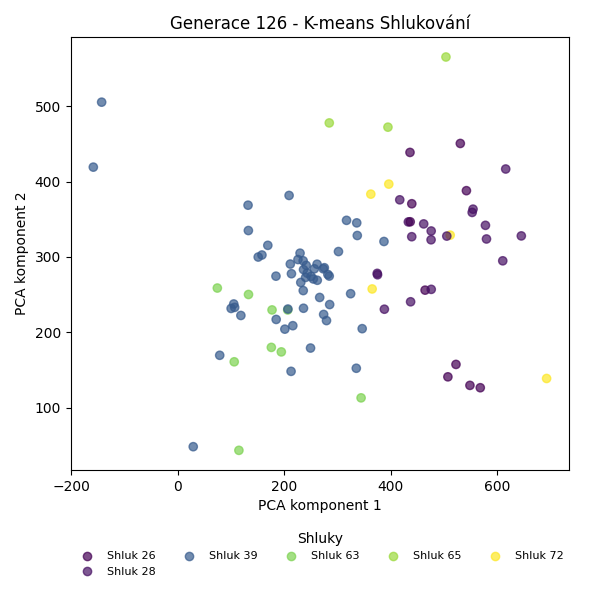 Generace 126 - K-means Shlukování
PCA komponent 2
500
400
300
200
100
−200
0
200
400
600
PCA komponent 1
Shluky
Shluk 26
Shluk 39
Shluk 63
Shluk 65
Shluk 72
Shluk 28